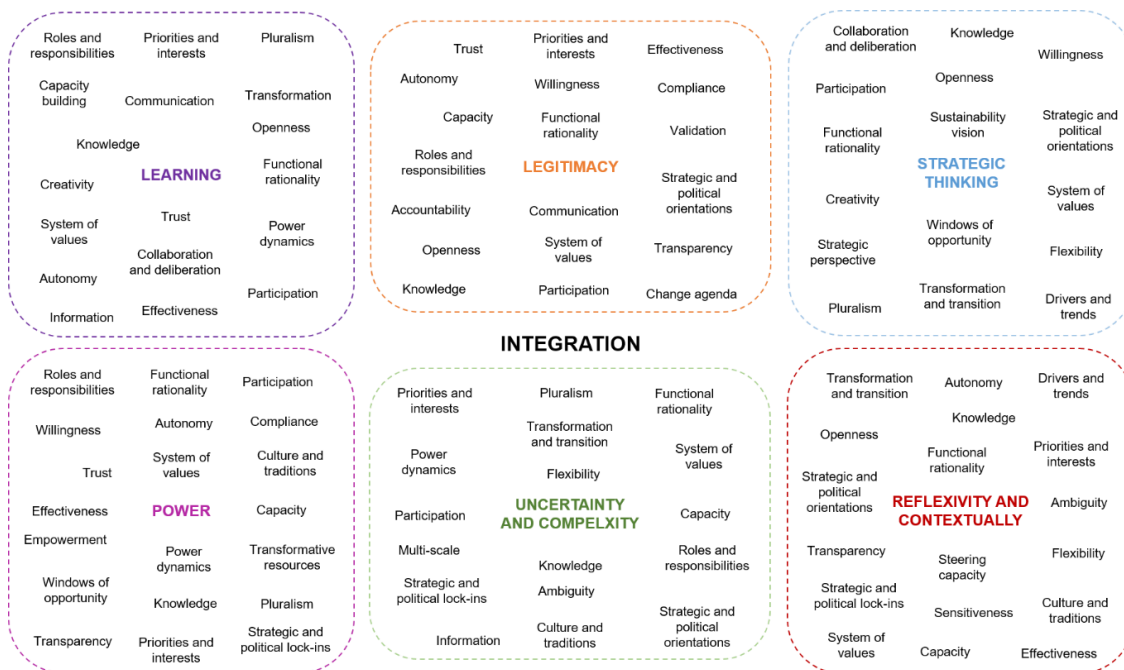 Roles and
responsibilities
Priorities and
interests
Pluralism
Capacity
building
Communication
Transformation
Openness
Knowledge
Functional
rationality
LEARNING
Creativity
Trust
System of
values
Power
dynamics
Collaboration
and deliberation
Autonomy
Participation
Information
Effectiveness
Trust
Priorities and
interests
Effectiveness
Autonomy
Willingness
Compliance
Capacity
Functional
rationality
Validation
Roles and
responsibilities
LEGITIMACY
Strategic and
political
orientations
Accountability
Communication
Openness
System of
values
Transparency
Knowledge
Participation
Change agenda
Collaboration
and deliberation
Knowledge
Willingness
Openness
Participation
Sustainability
vision
Strategic and
political
orientations
Functional
rationality
STRATEGIC
THINKING
Creativity
System of
values
Windows of
opportunity
Strategic
perspective
Flexibility
Pluralism
Transformation
and transition
Drivers and
trends
INTEGRATION
Roles and
responsibilities
Functional
rationality
Participation
Willingness
Autonomy
Compliance
Trust
System of
values
Culture and
traditions
Effectiveness
POWER
Capacity
Empowerment
Power
dynamics
Transformative
resources
Windows of
opportunity
Knowledge
Pluralism
Transparency
Priorities and
interests
Strategic and
political lock-ins
Priorities and
interests
Pluralism
Functional
rationality
Transformation
and transition
Power
dynamics
Flexibility
System of
values
Participation
UNCERTAINTY
AND COMPELXITY
Capacity
Multi-scale
Knowledge
Roles and
responsibilities
Strategic and
political lock-ins
Ambiguity
Information
Culture and
traditions
Strategic and
political
orientations
Transformation
and transition
Autonomy
Drivers and
trends
Knowledge
Openness
Functional
rationality
Priorities and
interests
Strategic and
political
orientations
REFLEXIVITY AND
CONTEXTUALLY
Ambiguity
Transparency
Steering
capacity
Flexibility
Strategic and
political lock-ins
Sensitiveness
Culture and
traditions
System of
values
Capacity
Effectiveness